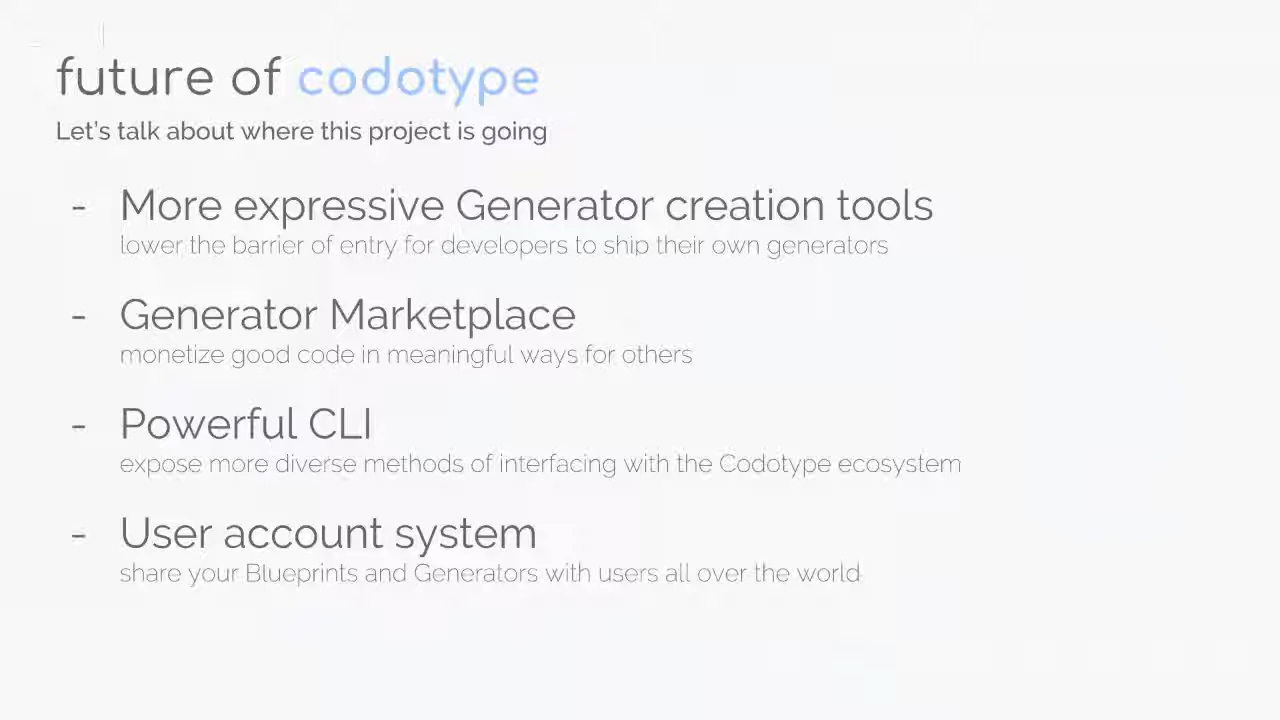 future of codotype
Let's talk about where this project is going
- More expressive Generator creation tools
lower the barrier of entry for developers to ship their own generators
- Generator Marketplace
monetize good code in meaningful ways for others
- Powerful CLI
expose more diverse methods of interfacing with the Codotype ecosystem
- User account system
share your Blueprints and Generators with users all over the world